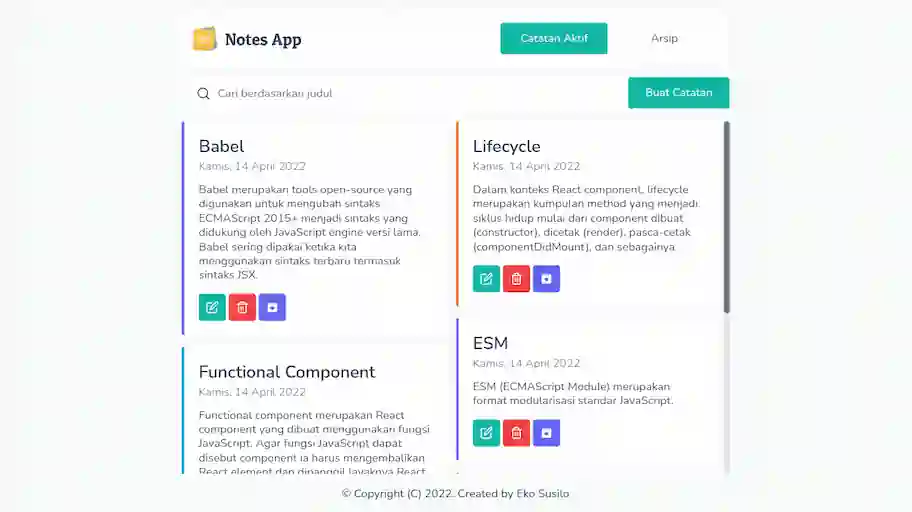 Notes App
Catatan Aktif
Arsip
Cari berdasarkan judul
Buat Catatan
Babel
Kamis, 14 April 2022
Babel merupakan tools open-source yang
digunakan untuk mengubah sintaks
ECMAScript 2015+ menjadi sintaks yang
didukung oleh JavaScript engine versi lama.
Babel sering dipakai ketika kita
menggunakan sintaks terbaru termasuk
sintaks JSX.
Functional Component
Kamis, 14 April 2022
Functional component merupakan React
component yang dibuat menggunakan fungsi
JavaScript. Agar fungsi JavaScript dapat
disebut component ia harus mengembalikan
React element dan dipanggil layaknya React
Lifecycle
Kamis, 14 April 2022
Dalam konteks React component, lifecycle
merupakan kumpulan method yang menjadi
siklus hidup mulai dari component dibuat
(constructor), dicetak (render), pasca-cetak
(componentDidMount), dan sebagainya.
ESM
Kamis, 14 April 2022
ESM (ECMAScript Module) merupakan
format modularisasi standar JavaScript.
© Copyright (C) 2022. Created by Eko Susilo